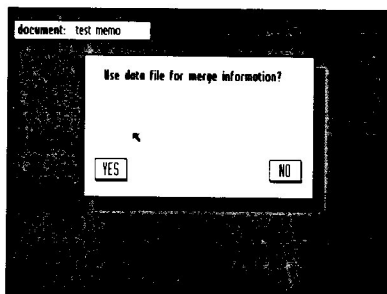 document: test memo
Use data file for merge information?
YES
NO